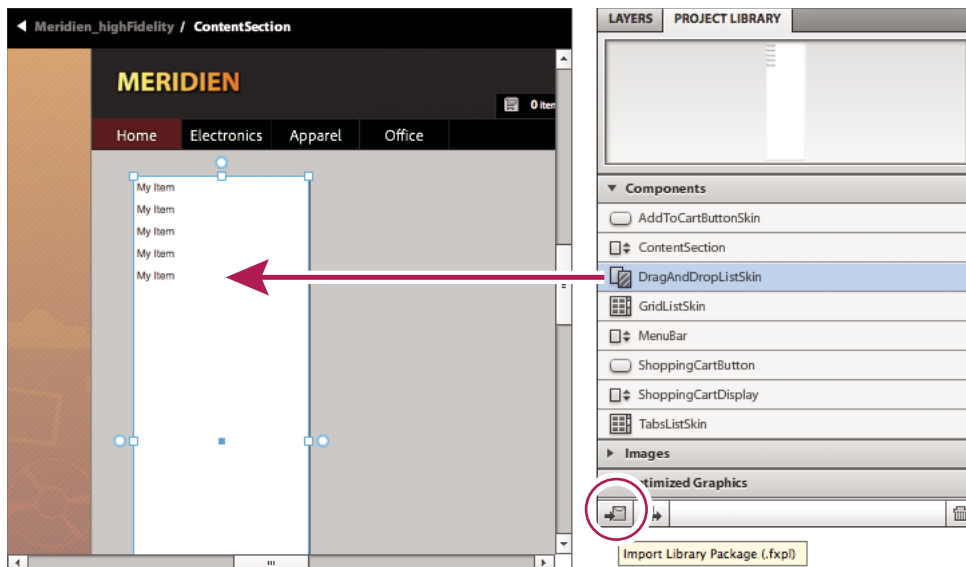 Meridien_highFidelity / ContentSection
MERIDIEN
0 item
Home Electronics Apparel Office
My Item
My Item
My Item
My Item
My Item
LAYERS PROJECT LIBRARY
Components
AddToCartButtonSkin
ContentSection
DragAndDropListSkin
GridListSkin
MenuBar
ShoppingCartButton
ShoppingCartDisplay
TabsListSkin
Images
timized Graphics
Import Library Package (.fxpl)